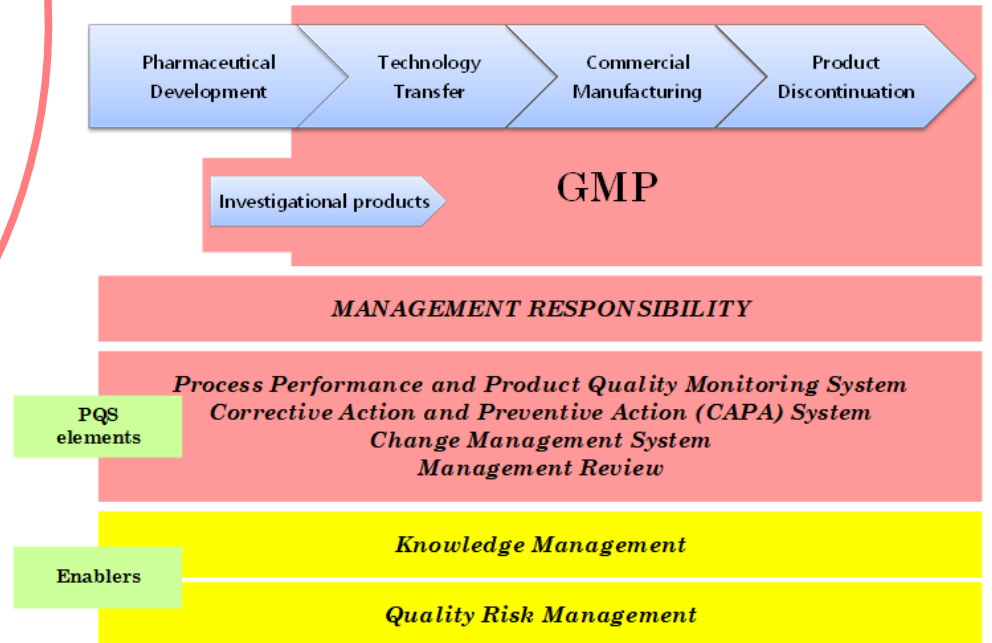 Pharmaceutical
Development
Technology
Transfer
Commercial
Manufacturing
Product
Discontinuation
Investigational products
GMP
MANAGEMENT RESPONSIBILITY
PQS
elements
Process Performance and Product Quality Monitoring System
Corrective Action and Preventive Action (CAPA) System
Change Management System
Management Review
Enablers
Knowledge Management
Quality Risk Management